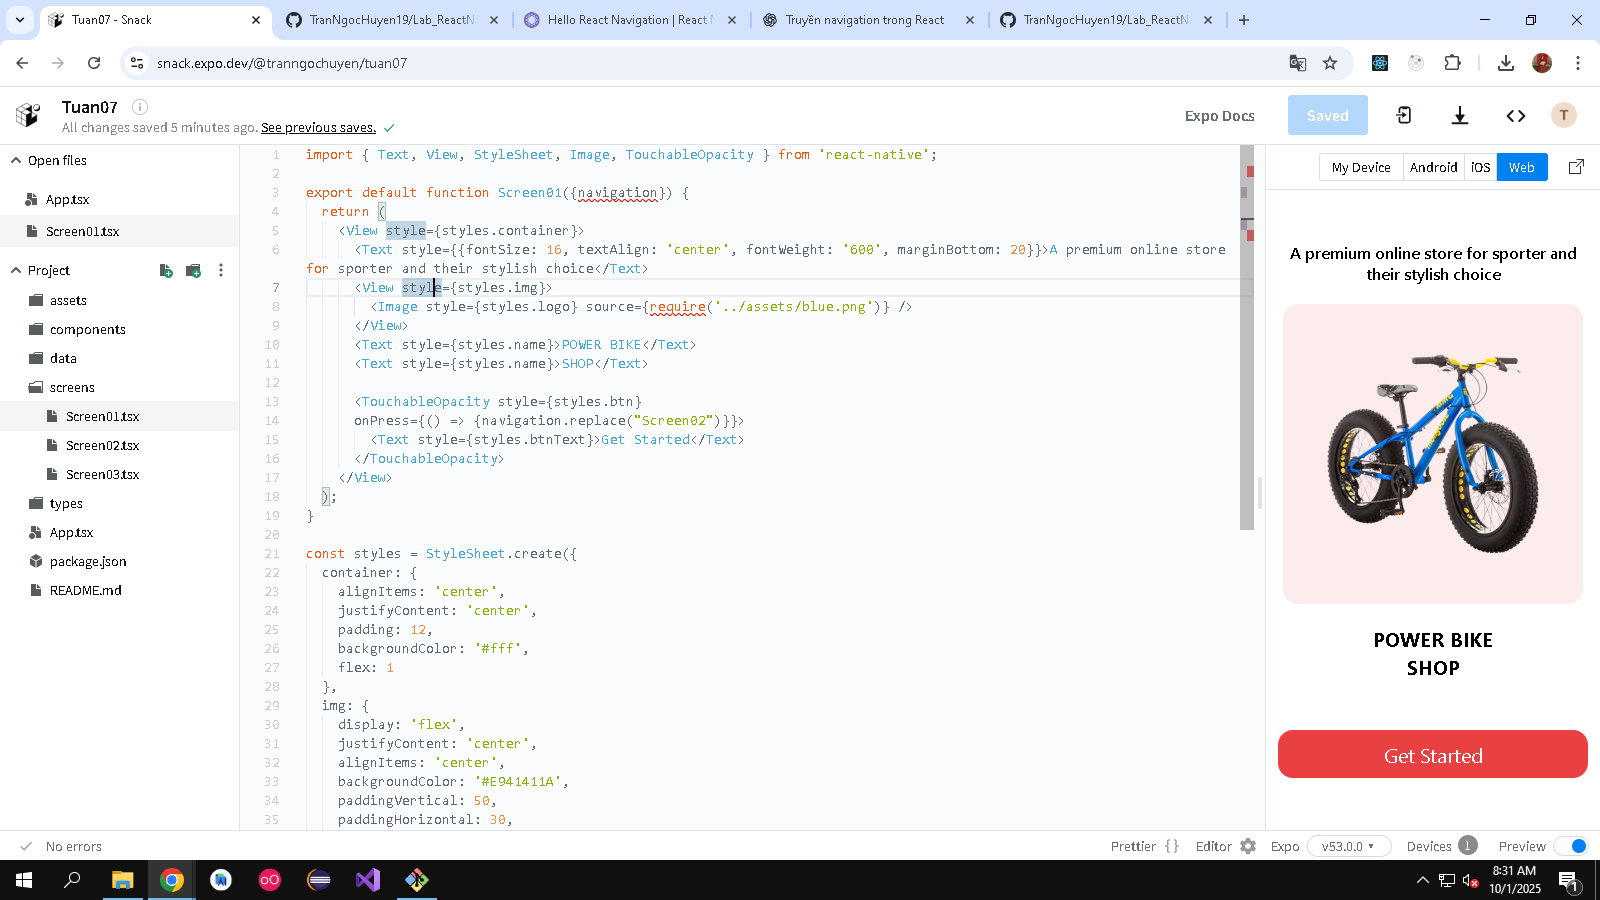 Tuan07 - Snack
TranNgocHuyen19/Lab_ReactN
Hello React Navigation | React N
Truyền navigation trong React
TranNgocHuyen19/Lab_ReactN
snack.expo.dev/@tranngochuyen/tuan07
Tuan07
All changes saved 5 minutes ago. See previous saves.
Expo Docs
Saved
T
Open files
App.tsx
Screen01.tsx
Project
assets
components
data
screens
Screen01.tsx
Screen02.tsx
Screen03.tsx
types
App.tsx
package.json
README.md
1 import { Text, View, StyleSheet, Image, TouchableOpacity } from 'react-native';
2
3 export default function Screen01({navigation}) {
4 return (
5 <View style={styles.container}>
6 <Text style={{fontSize: 16, textAlign: 'center', fontWeight: '600', marginBottom: 20}}>A premium online store
for sporter and their stylish choice</Text>
7 <View style={styles.img}>
8 <Image style={styles.logo} source={require('../assets/blue.png')} />
9 </View>
10 <Text style={styles.name}>POWER BIKE</Text>
11 <Text style={styles.name}>SHOP</Text>
12
13 <TouchableOpacity style={styles.btn}
14 onPress={() => {navigation.replace("Screen02")}}>
15 <Text style={styles.btnText}>Get Started</Text>
16 </TouchableOpacity>
17 </View>
18 );
19 }
20
21 const styles = StyleSheet.create({
22 container: {
23 alignItems: 'center',
24 justifyContent: 'center',
25 padding: 12,
26 backgroundColor: '#fff',
27 flex: 1
28 },
29 img: {
30 display: 'flex',
31 justifyContent: 'center',
32 alignItems: 'center',
33 backgroundColor: '#E941411A',
34 paddingVertical: 50,
35 paddingHorizontal: 30,
My Device
Android
iOS
Web
A premium online store for sporter and
their stylish choice
POWER BIKE
SHOP
Get Started
No errors
Prettier { }
Editor
Expo
v53.0.0
Devices 1
Preview
8:31 AM
10/1/2025
1